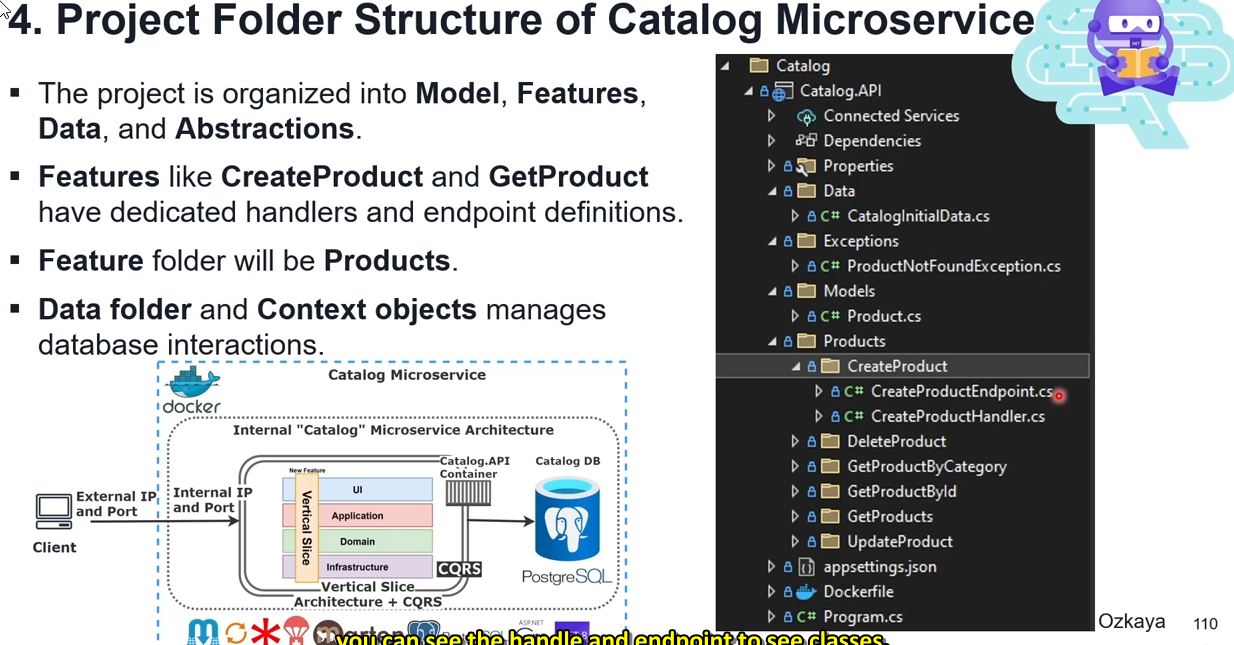 4. Project Folder Structure of Catalog Microservice
▪ The project is organized into Model, Features,
Data, and Abstractions.
▪ Features like CreateProduct and GetProduct
have dedicated handlers and endpoint definitions.
▪ Feature folder will be Products.
▪ Data folder and Context objects manages
database interactions.
docker
Catalog Microservice
Internal "Catalog" Microservice Architecture
Client
External IP
and Port
Internal IP
and Port
New Feature
Vertical Slice
UI
Application
Domain
Infrastructure
Catalog.API
Container
CQRS
Vertical Slice
Architecture + CQRS
Catalog DB
PostgreSQL
ASP.NET
Catalog
Catalog.API
Connected Services
Dependencies
Properties
Data
C# CatalogInitialData.cs
Exceptions
C# ProductNotFoundException.cs
Models
C# Product.cs
Products
CreateProduct
C# CreateProductEndpoint.cs
C# CreateProductHandler.cs
DeleteProduct
GetProductByCategory
GetProductById
GetProducts
UpdateProduct
appsettings.json
Dockerfile
C# Program.cs
.NET
Ozkaya 110
you can see the handle and endpoint to see classes.